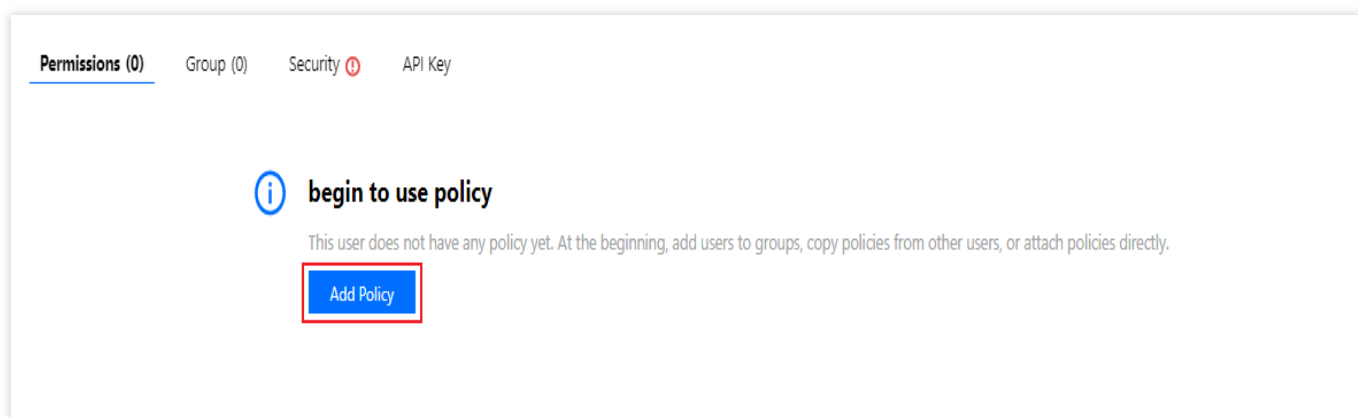 Permissions (0) Group (0) Security API Key
begin to use policy
This user does not have any policy yet. At the beginning, add users to groups, copy policies from other users, or attach policies directly.
Add Policy